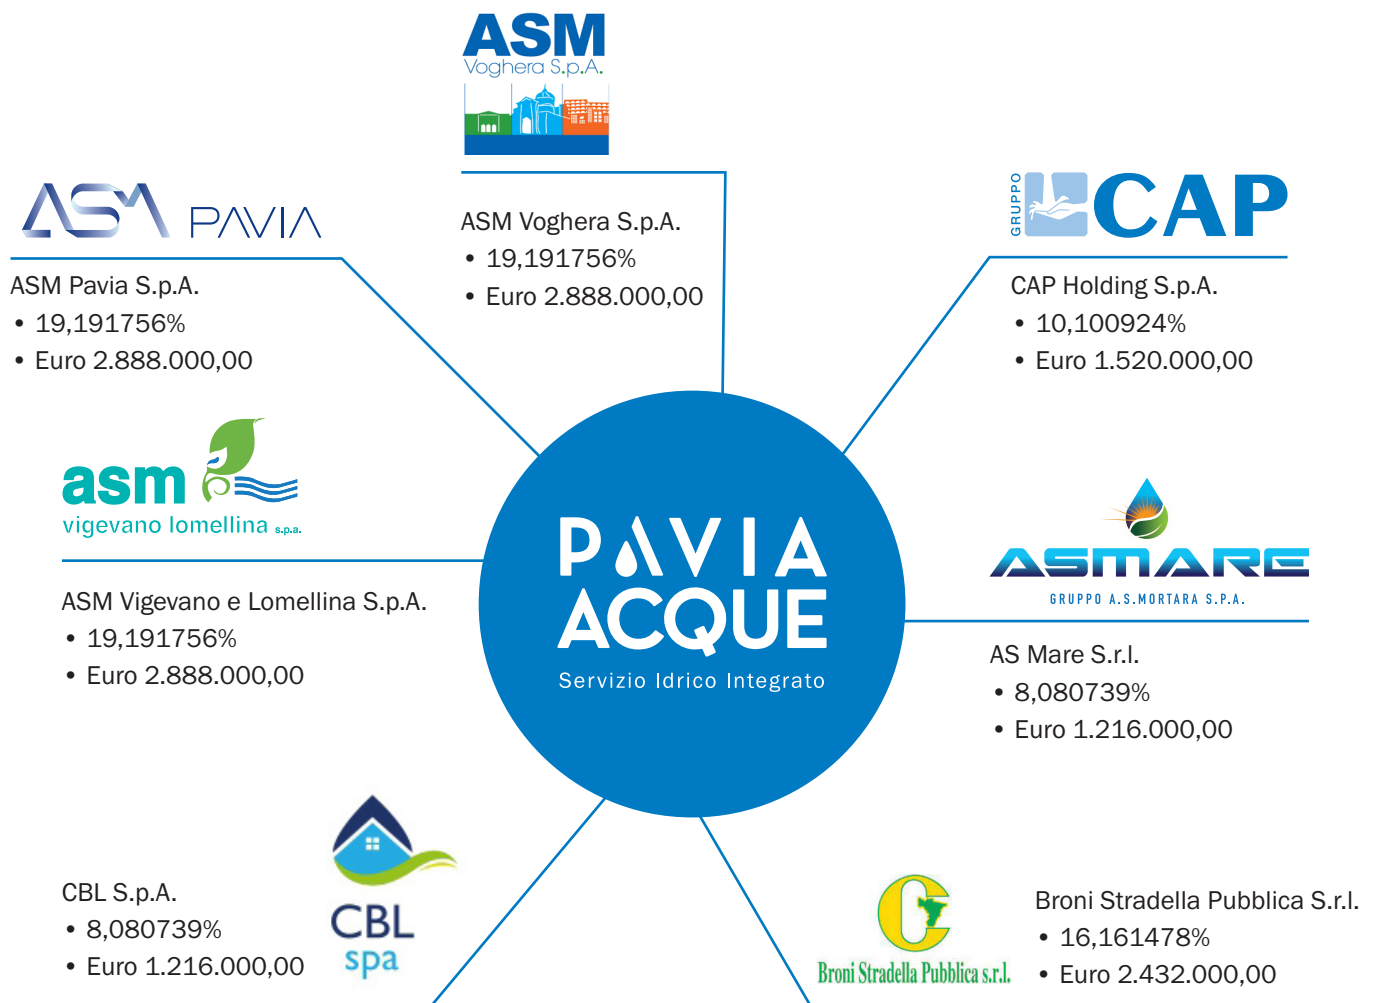 ASM
Voghera S.p.A.
ASM PAVIA
ASM Pavia S.p.A.
• 19,191756%
• Euro 2.888.000,00
ASM Voghera S.p.A.
• 19,191756%
• Euro 2.888.000,00
GRUPPO CAP
CAP Holding S.p.A.
• 10,100924%
• Euro 1.520.000,00
asm
vigevano lomellina s.p.a.
ASM Vigevano e Lomellina S.p.A.
• 19,191756%
• Euro 2.888.000,00
PAVIA
ACQUE
Servizio Idrico Integrato
ASMARE
GRUPPO A.S.MORTARA S.P.A.
AS Mare S.r.l.
• 8,080739%
• Euro 1.216.000,00
CBL S.p.A.
• 8,080739%
• Euro 1.216.000,00
CBL
spa
Broni Stradella Pubblica s.r.l.
Broni Stradella Pubblica S.r.l.
• 16,161478%
• Euro 2.432.000,00